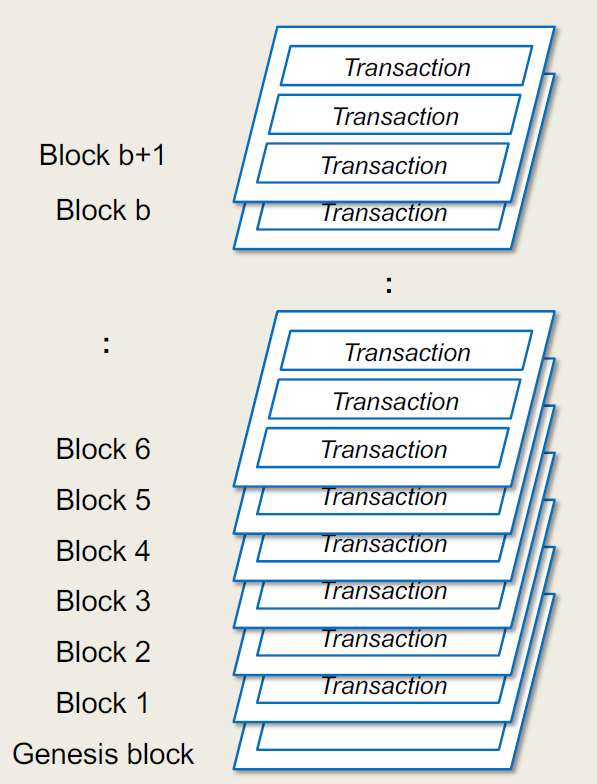 Transaction
Transaction
Block b+1 Transaction
Block b Transaction
:
:
Transaction
Transaction
Block 6 Transaction
Block 5 Transaction
Block 4 Transaction
Block 3 Transaction
Block 2 Transaction
Block 1 Transaction
Genesis block